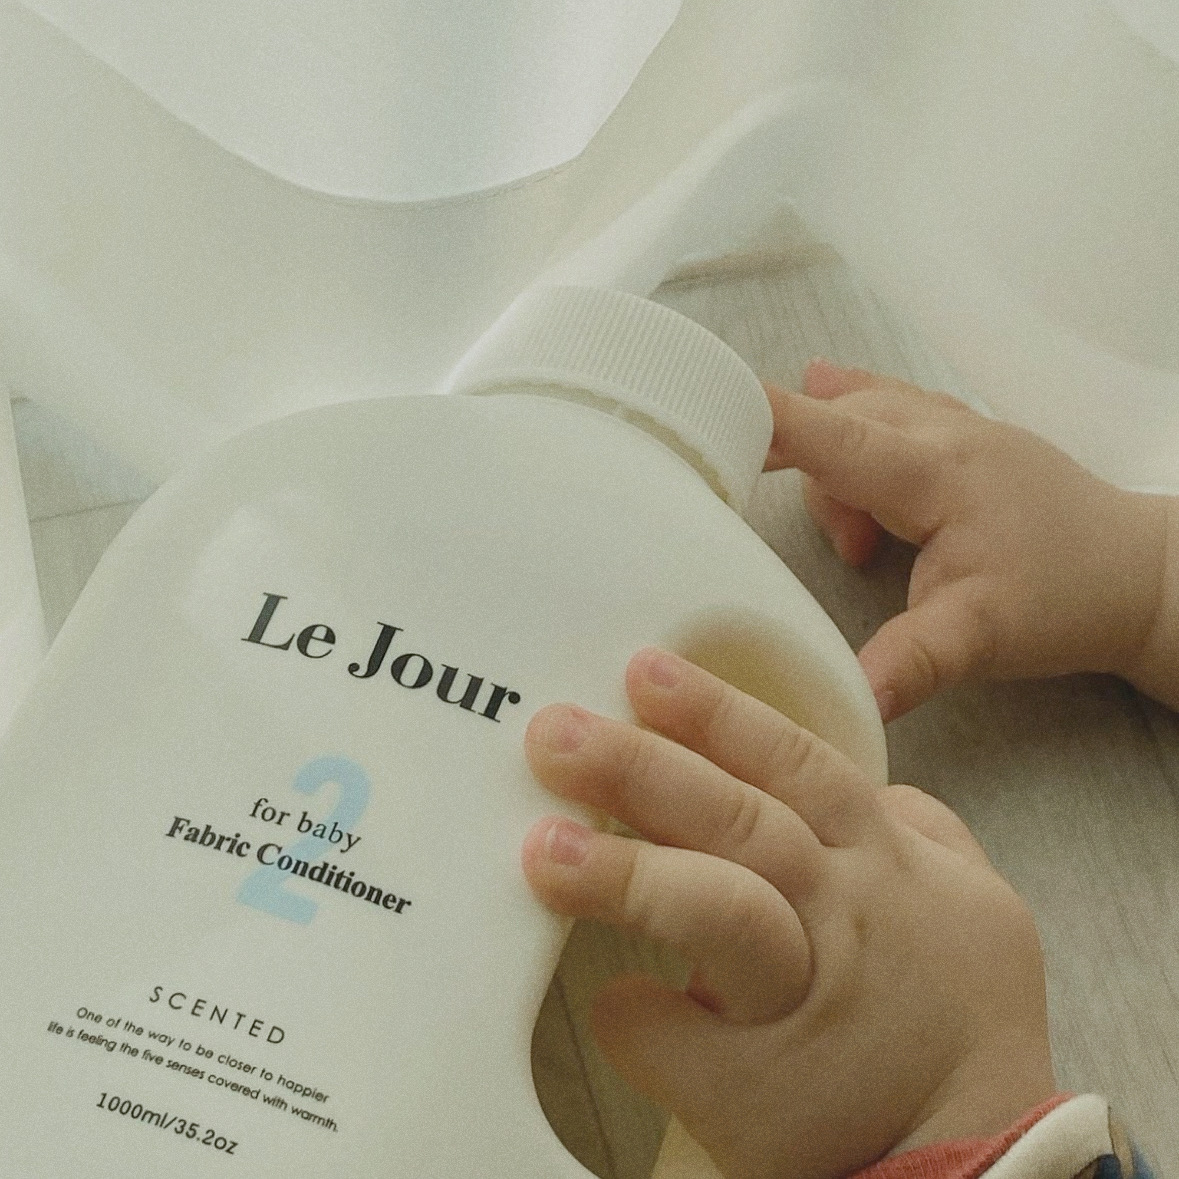 Le Jour
2
for baby
Fabric Conditioner
SCENTED
One of the way to be closer to happier
life is feeling the five senses covered with warmth.
1000ml/35.2oz